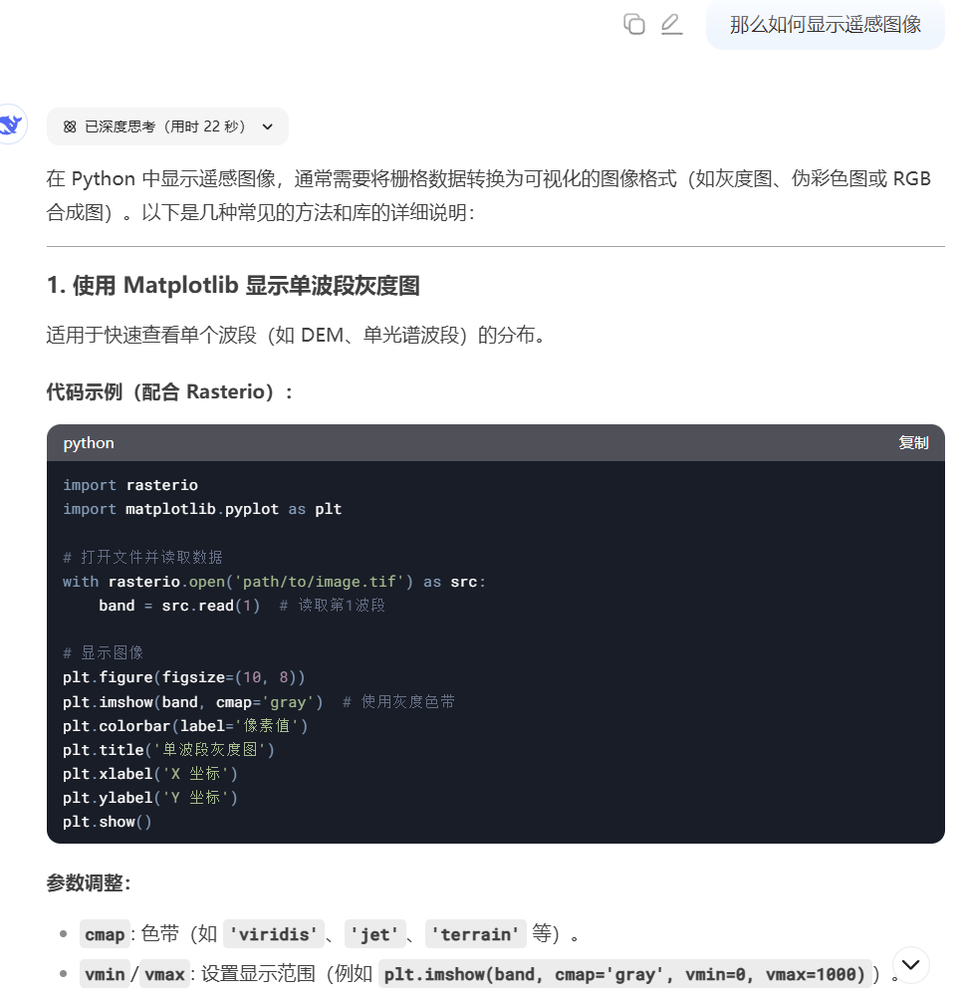 那么如何显示遥感图像
已深度思考（用时 22 秒）
在 Python 中显示遥感图像，通常需要将栅格数据转换为可视化的图像格式（如灰度图、伪彩色图或 RGB
合成图）。以下是几种常见的方法和库的详细说明：
1. 使用 Matplotlib 显示单波段灰度图
适用于快速查看单个波段（如 DEM、单光谱波段）的分布。
代码示例（配合 Rasterio）：
python 复制
import rasterio
import matplotlib.pyplot as plt
# 打开文件并读取数据
with rasterio.open('path/to/image.tif') as src:
    band = src.read(1)  # 读取第1波段
# 显示图像
plt.figure(figsize=(10, 8))
plt.imshow(band, cmap='gray')  # 使用灰度色带
plt.colorbar(label='像素值')
plt.title('单波段灰度图')
plt.xlabel('X 坐标')
plt.ylabel('Y 坐标')
plt.show()
参数调整：
• cmap: 色带（如 'viridis'、'jet'、'terrain' 等）。
• vmin/vmax: 设置显示范围（例如 plt.imshow(band, cmap='gray', vmin=0, vmax=1000)）。